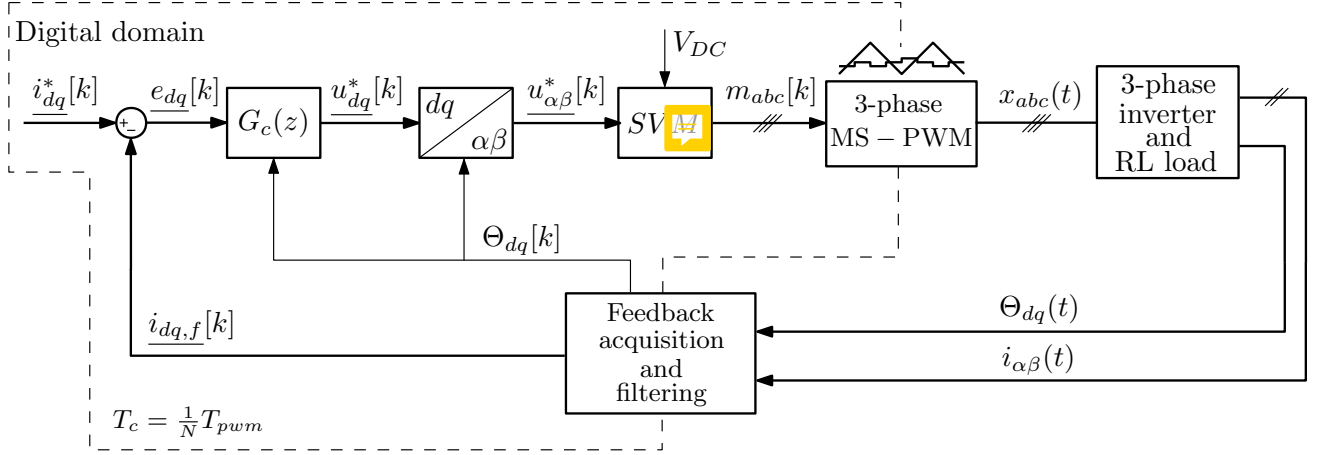 Digital domain
i*_dq[k]
+
−
e_dq[k]
G_c(z)
u*_dq[k]
dq
αβ
u*_αβ[k]
V_DC
SVM
m_abc[k]
3-phase
MS − PWM
x_abc(t)
3-phase
inverter
and
RL load
Θ_dq[k]
i_dq,f[k]
Feedback
acquisition
and
filtering
Θ_dq(t)
i_αβ(t)
T_c = 1/N T_pwm